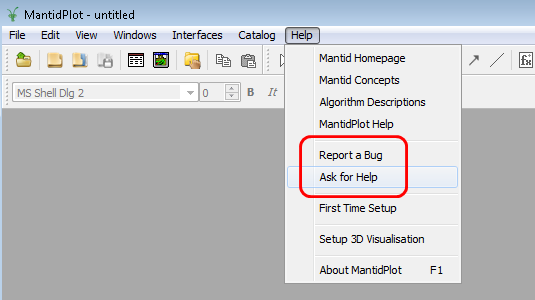 MantidPlot - untitled
File Edit View Windows Interfaces Catalog Help
Mantid Homepage
Mantid Concepts
Algorithm Descriptions
MantidPlot Help
Report a Bug
Ask for Help
First Time Setup
Setup 3D Visualisation
About MantidPlot F1
MS Shell Dlg 2 0 B It
fx